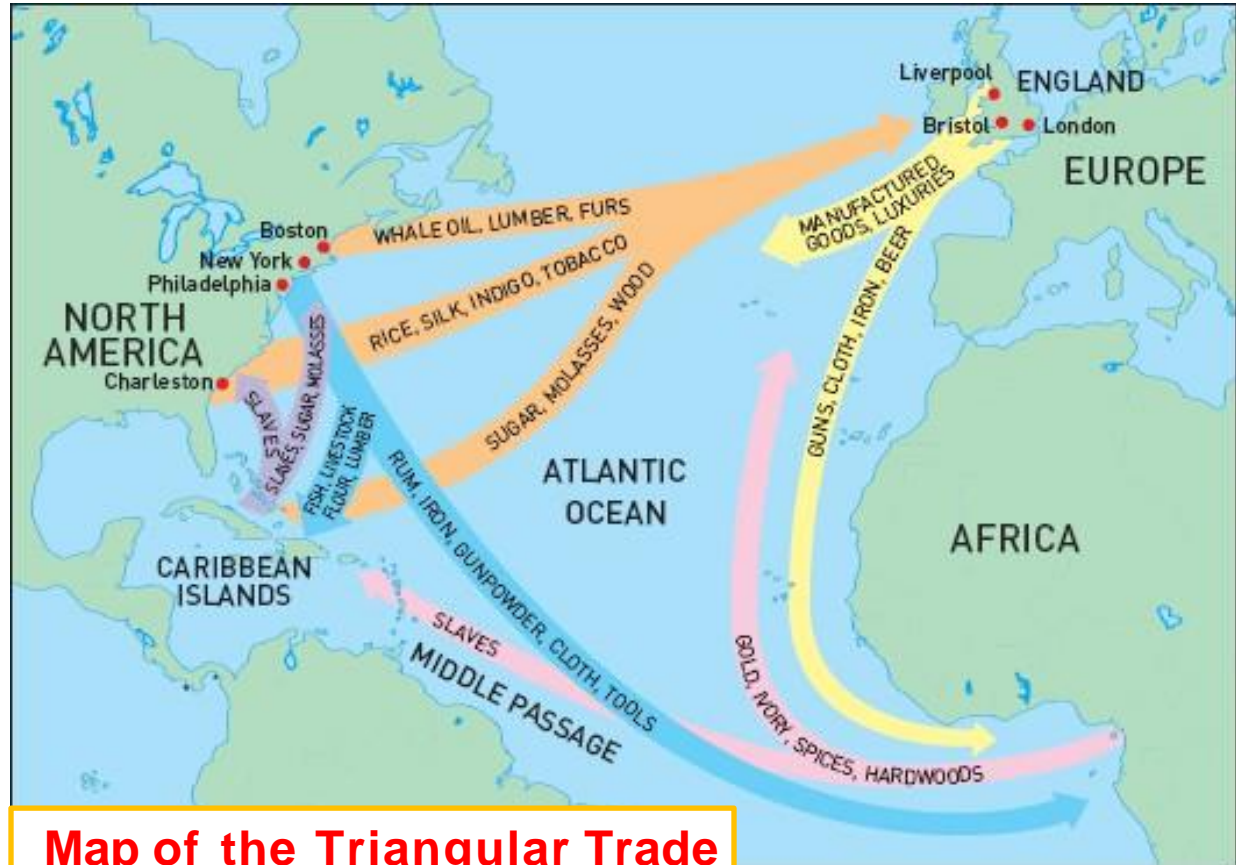 Liverpool
ENGLAND
Bristol
London
EUROPE
MANUFACTURED
GOODS, LUXURIES
WHALE OIL, LUMBER, FURS
Boston
New York
Philadelphia
RICE, SILK, INDIGO, TOBACCO
NORTH
AMERICA
Charleston
SLAVES
SLAVES, SUGAR, MOLASSES
FISH, LIVESTOCK
FLOUR, LUMBER
SUGAR, MOLASSES, WOOD
GUNS, CLOTH, IRON, BEER
ATLANTIC
OCEAN
AFRICA
RUM, IRON, GUNPOWDER, CLOTH, TOOLS
CARIBBEAN
ISLANDS
SLAVES
MIDDLE PASSAGE
GOLD, IVORY, SPICES, HARDWOODS
Map of the Triangular Trade